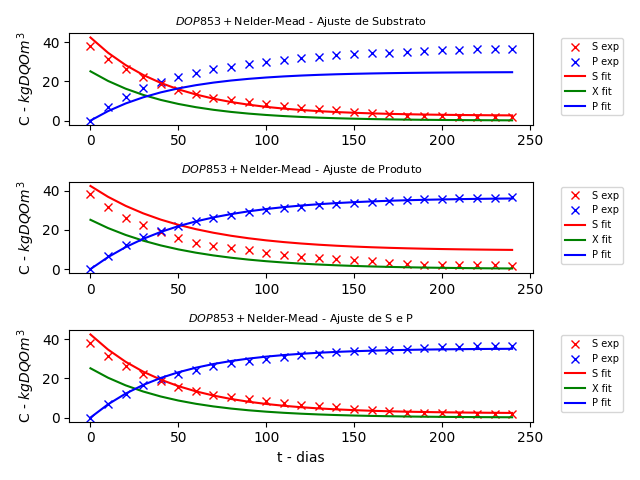 DOP853 + Nelder-Mead - Ajuste de Substrato
C - kgDQOm³
40
20
0
0 50 100 150 200 250
S exp
P exp
S fit
X fit
P fit
DOP853 + Nelder-Mead - Ajuste de Produto
C - kgDQOm³
40
20
0
0 50 100 150 200 250
S exp
P exp
S fit
X fit
P fit
DOP853 + Nelder-Mead - Ajuste de S e P
C - kgDQOm³
40
20
0
0 50 100 150 200 250
t - dias
S exp
P exp
S fit
X fit
P fit